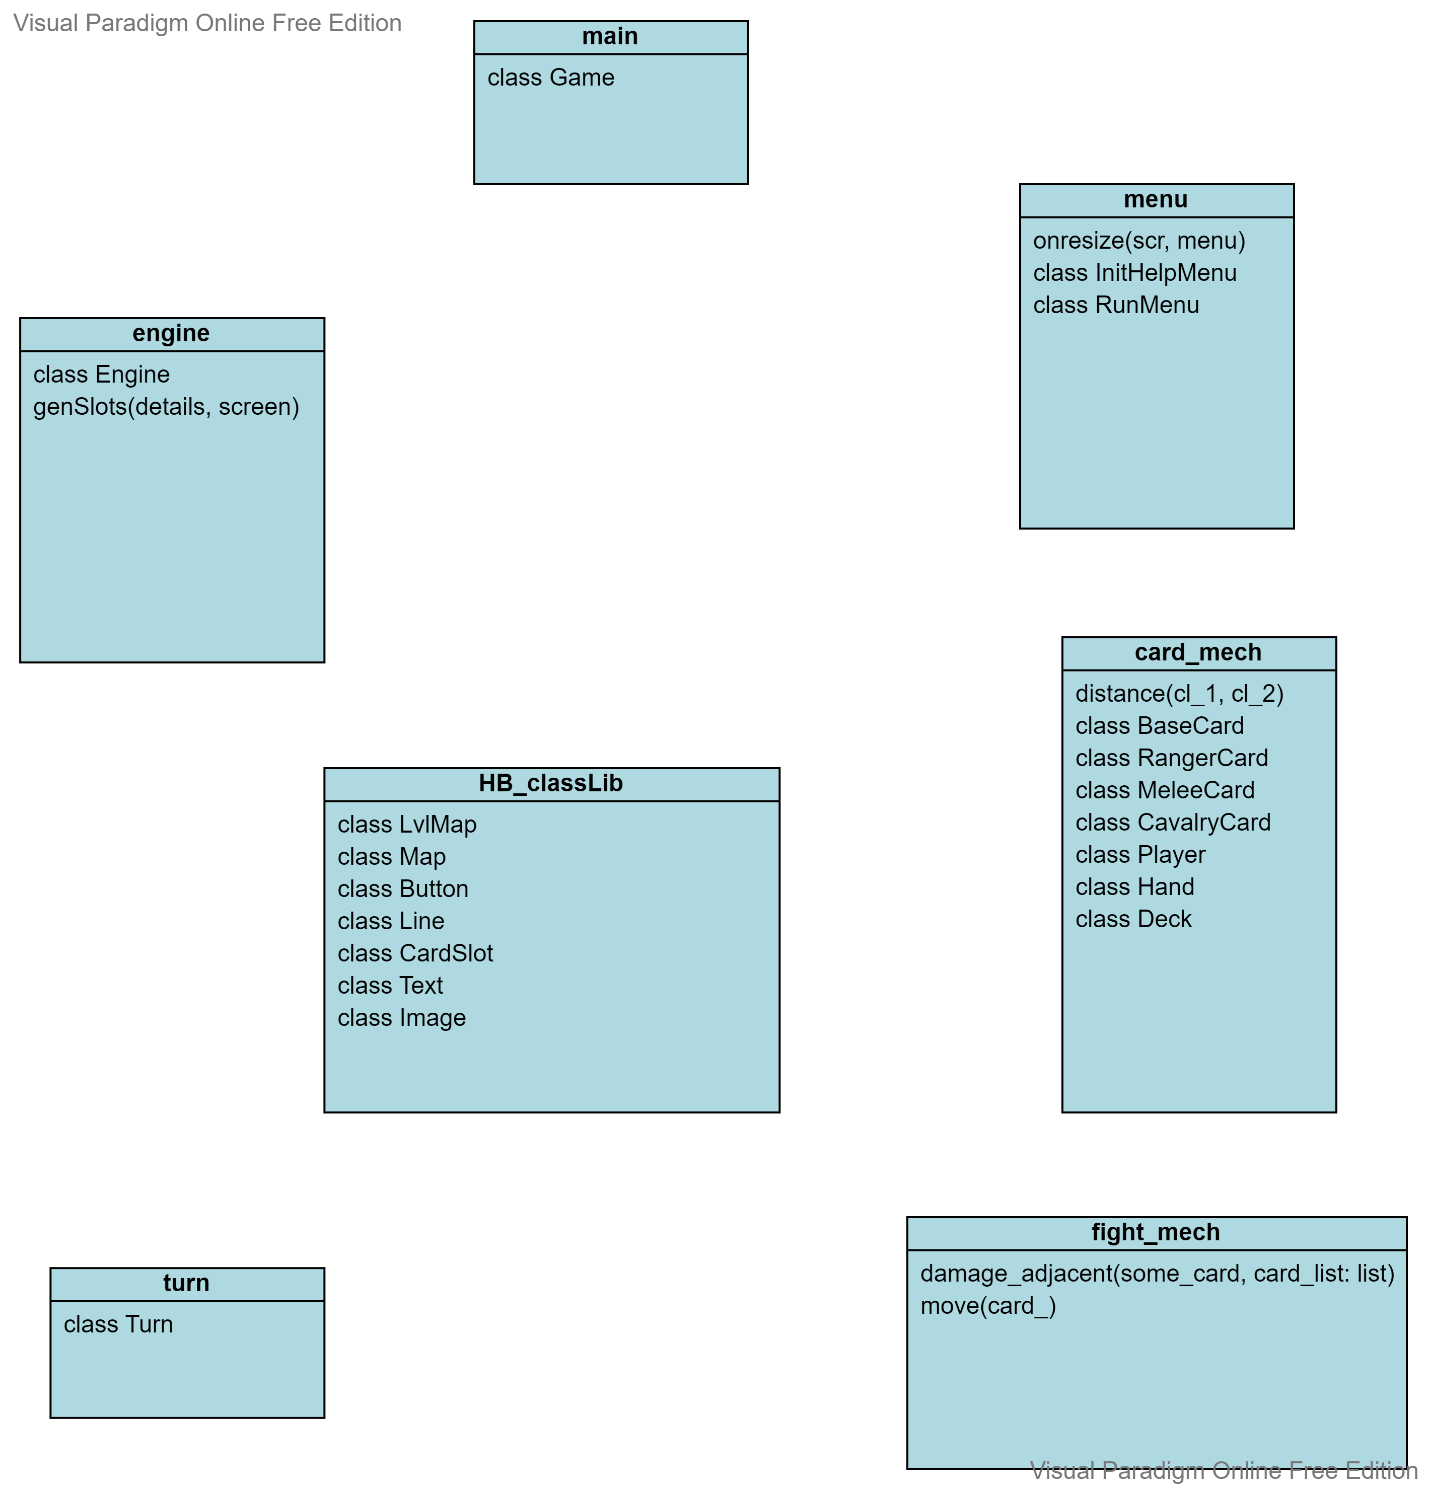 Visual Paradigm Online Free Edition
main
class Game
menu
onresize(scr, menu)
class InitHelpMenu
class RunMenu
engine
class Engine
genSlots(details, screen)
card_mech
distance(cl_1, cl_2)
class BaseCard
class RangerCard
class MeleeCard
class CavalryCard
class Player
class Hand
class Deck
HB_classLib
class LvlMap
class Map
class Button
class Line
class CardSlot
class Text
class Image
fight_mech
damage_adjacent(some_card, card_list: list)
move(card_)
turn
class Turn
Visual Paradigm Online Free Edition